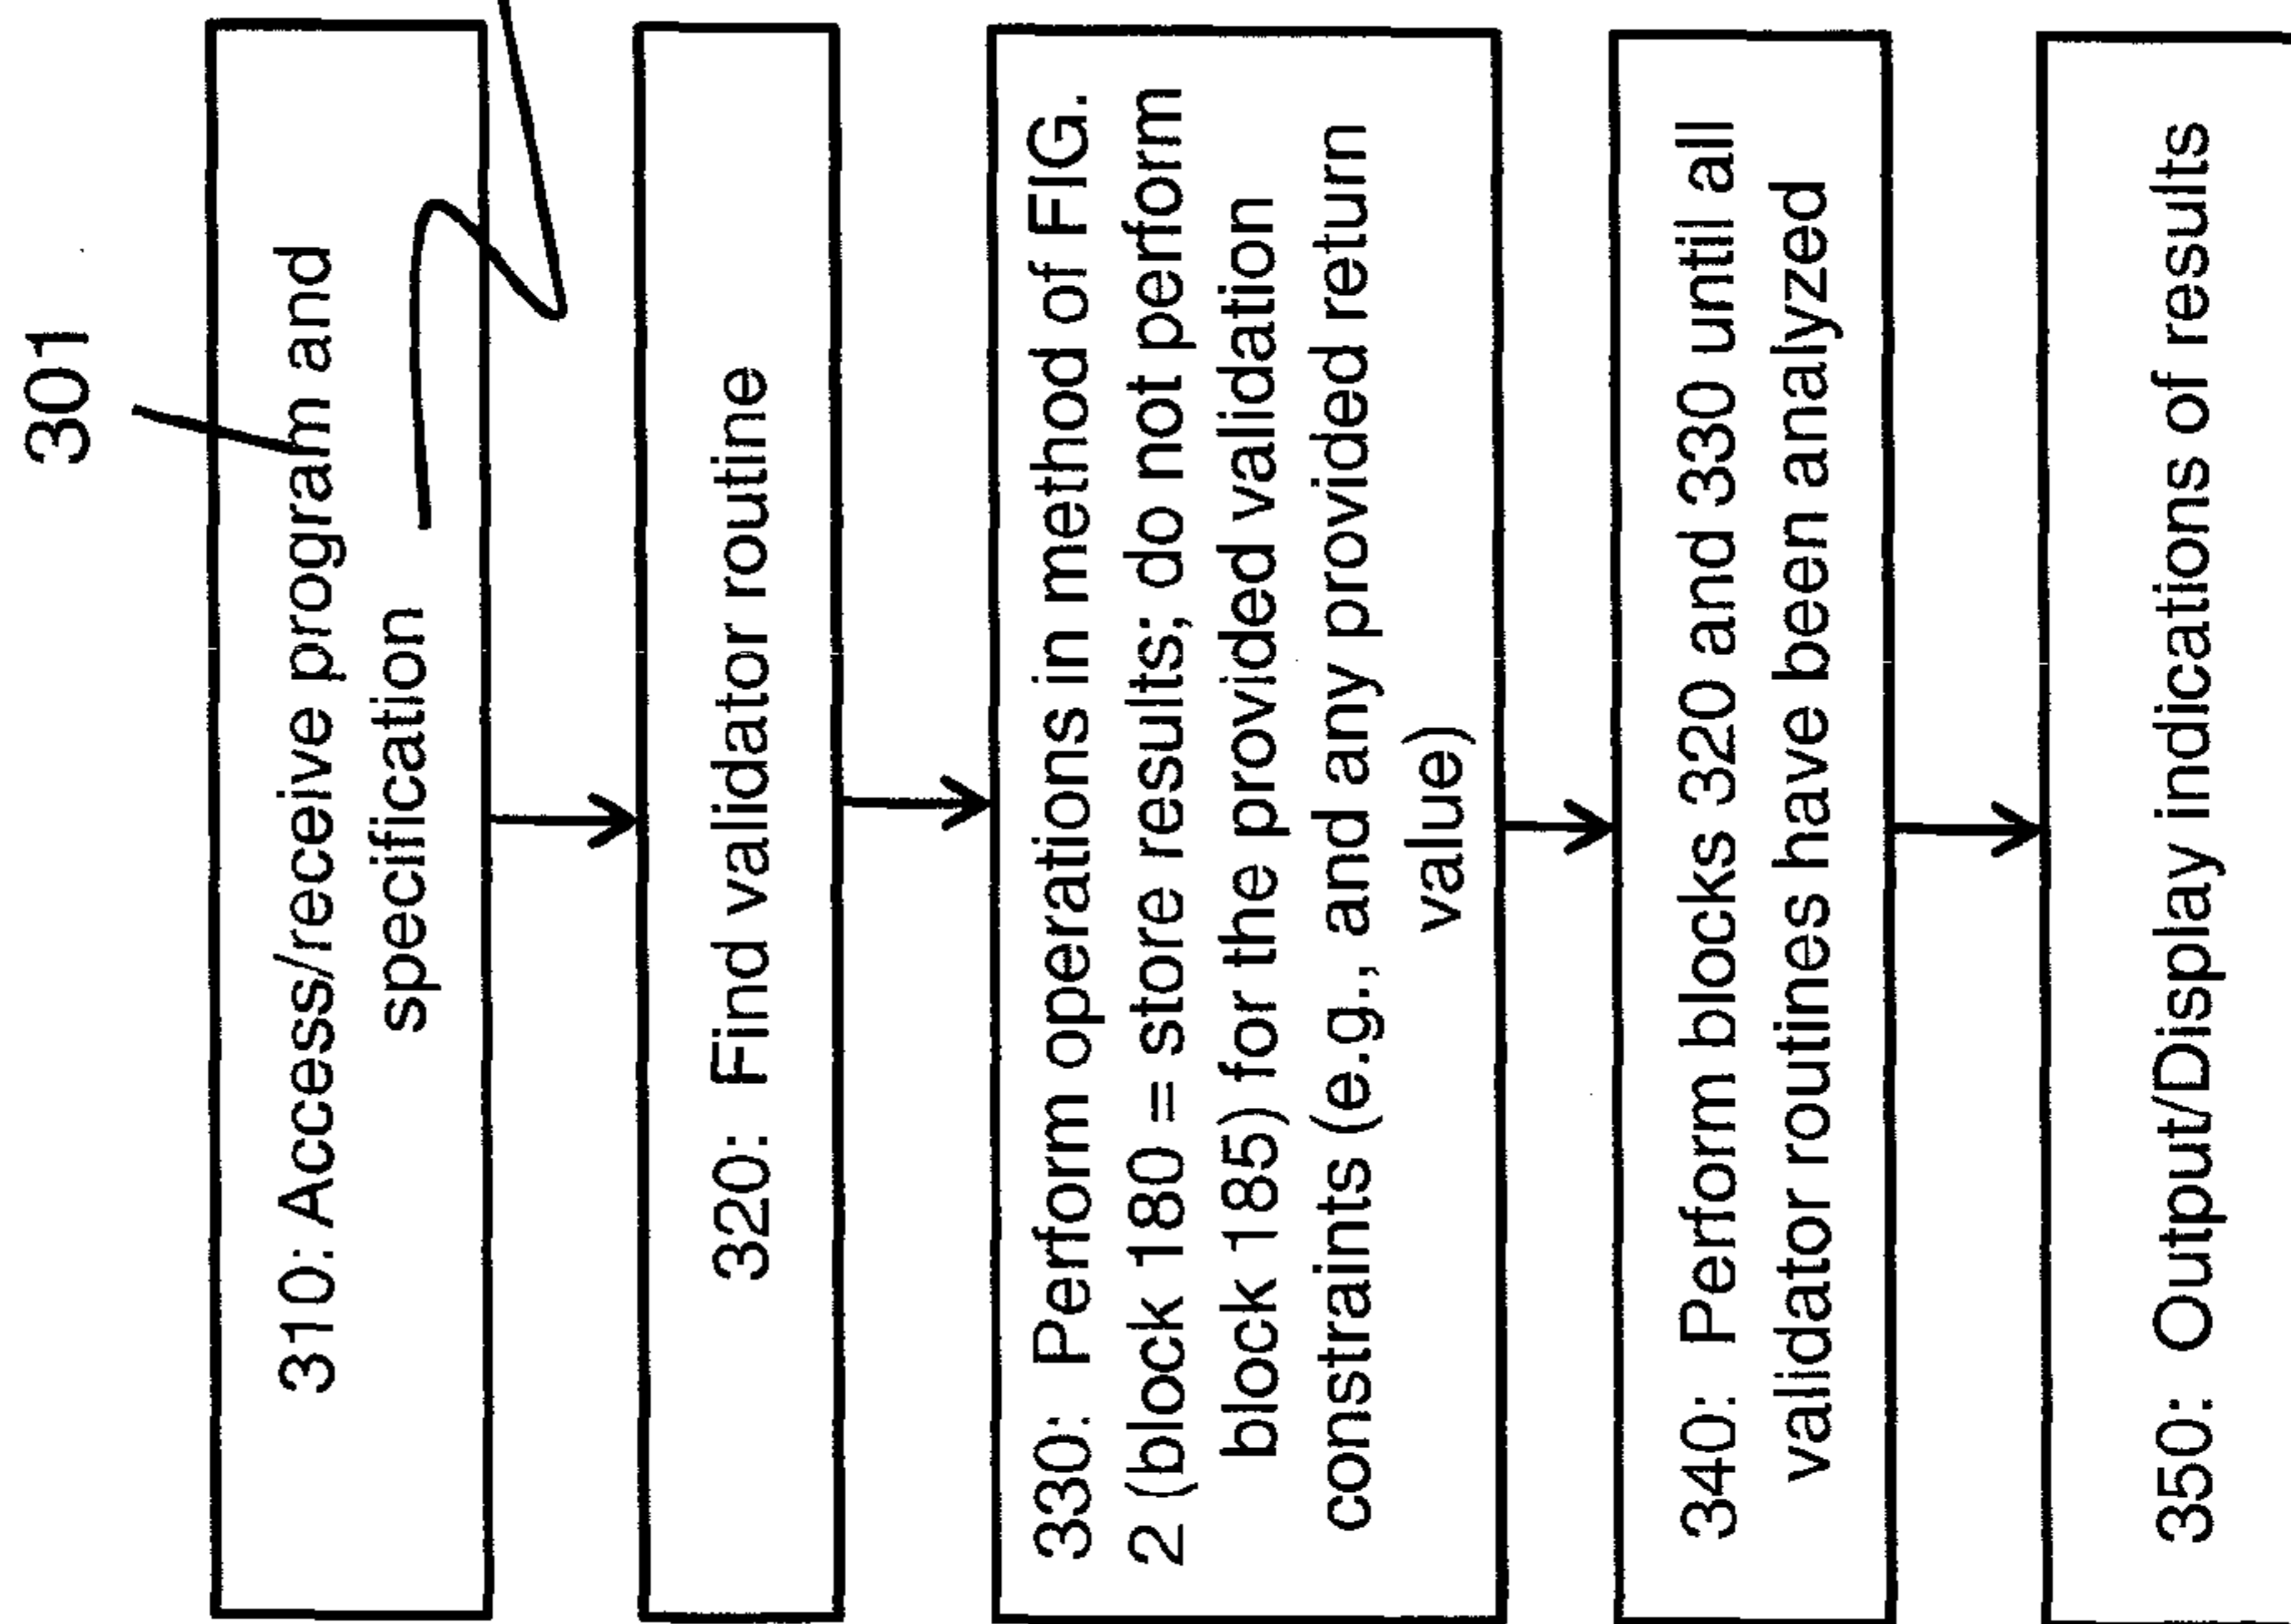 301
310: Access/receive program and
specification
320: Find validator routine
330: Perform operations in method of FIG.
2 (block 180 = store results; do not perform
block 185) for the provided validation
constraints (e.g., and any provided return
value)
340: Perform blocks 320 and 330 until all
validator routines have been analyzed
350: Output/Display indications of results